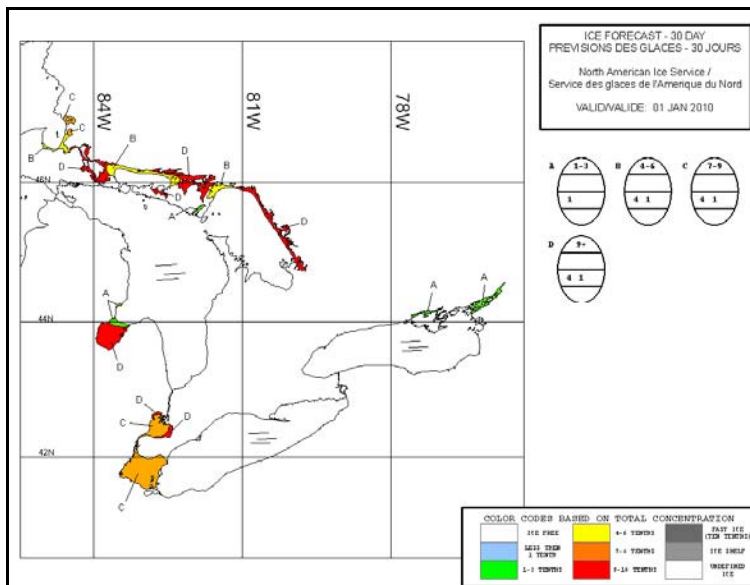 ICE FORECAST - 30 DAY
PREVISIONS DES GLACES - 30 JOURS
North American Ice Service /
Service des glaces de l'Amerique du Nord
VALID/VALIDE: 01 JAN 2010
84W
81W
78W
C
C
B
D
B
D
B
46N
D
A
D
A
A
A
44N
D
D
C
D
42N
C
A
1-3
1
B
4-6
4 1
C
7-9
4 1
D
9+
4 1
COLOR CODES BASED ON TOTAL CONCENTRATION
ICE FREE
4-6 TENTHS
FAST ICE
(TEN TENTHS)
LESS THEN
1 TENTH
7-8 TENTHS
ICE SHELF
1-3 TENTHS
9-10 TENTHS
UNDEFINED
ICE